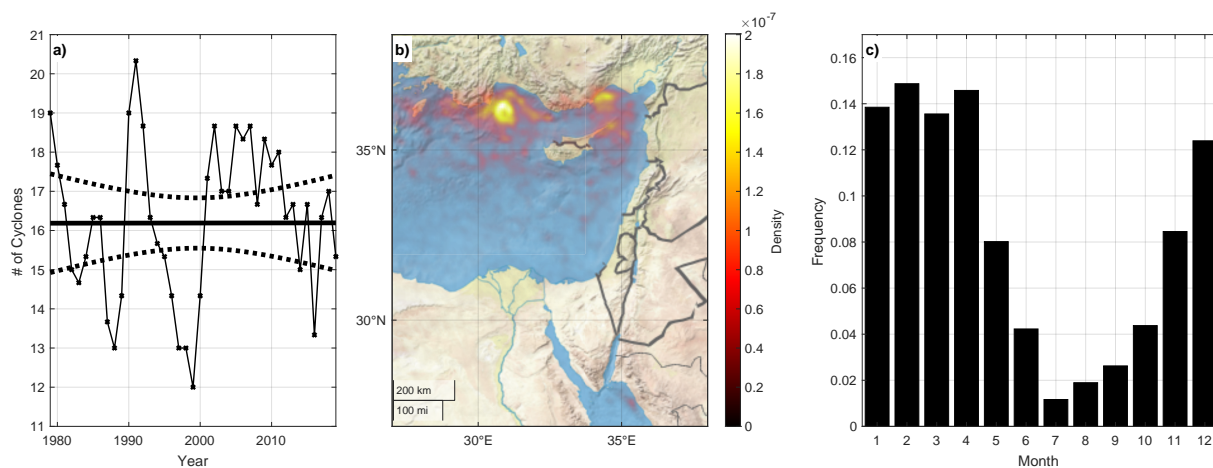 a)
21
20
19
18
17
16
15
14
13
12
11
# of Cyclones
1980 1990 2000 2010
Year
b)
35°N
30°N
200 km
100 mi
30°E 35°E
×10-7
2
1.8
1.6
1.4
1.2
1
0.8
0.6
0.4
0.2
0
Density
c)
0.16
0.14
0.12
0.1
0.08
0.06
0.04
0.02
0
Frequency
1 2 3 4 5 6 7 8 9 10 11 12
Month